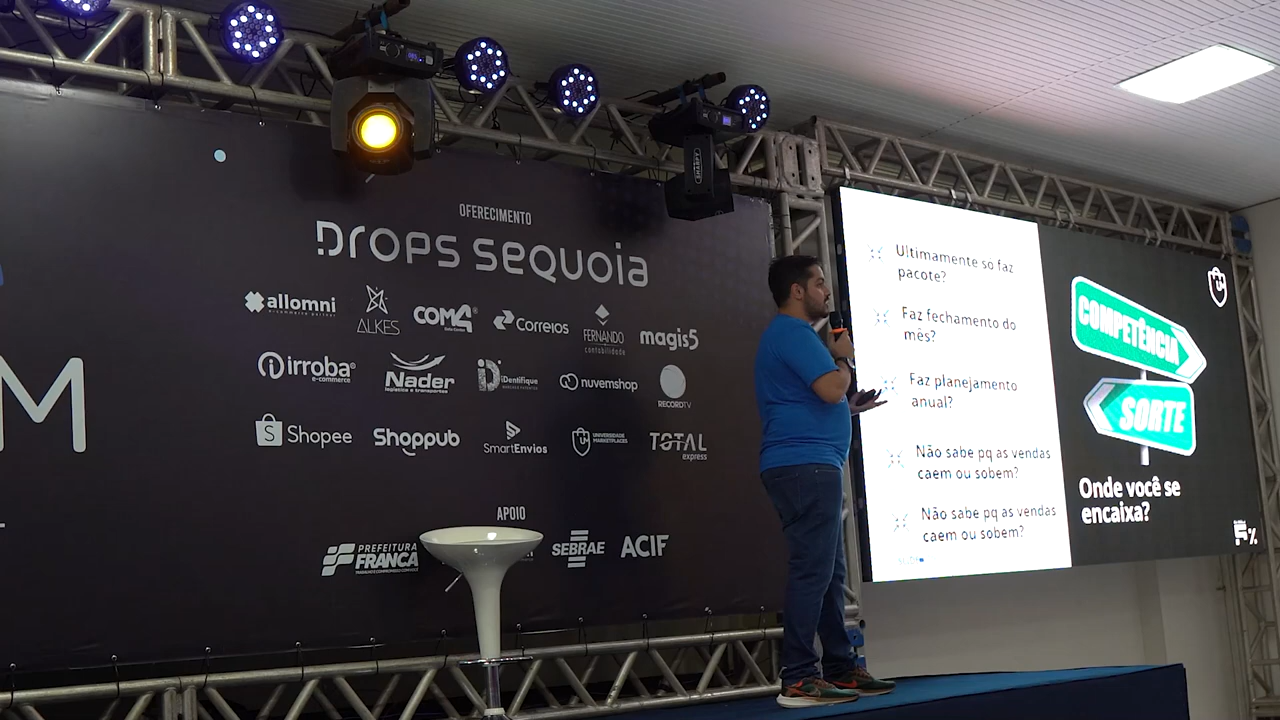 OFERECIMENTO
DROPS sequoia
allomni
ALKES
COM4
Correios
FERNANDO
contabilidade
magis5
irroba
e-commerce
Nader
logística e transportes
iDentifique
nuvemshop
RECORDTV
Shopee
Shoppub
SmartEnvios
UNIVERSIDADE
MARKETPLACES
TOTAL
express
APOIO
PREFEITURA
FRANCA
SEBRAE
ACIF
M
SHARPY
Ultimamente so faz
pacote?
Faz fechamento do
mês?
Faz planejamento
anual?
Não sabe pq as vendas
caem ou sobem?
Não sabe pq as vendas
caem ou sobem?
COMPETÊNCIA
SORTE
Onde você se
encaixa?